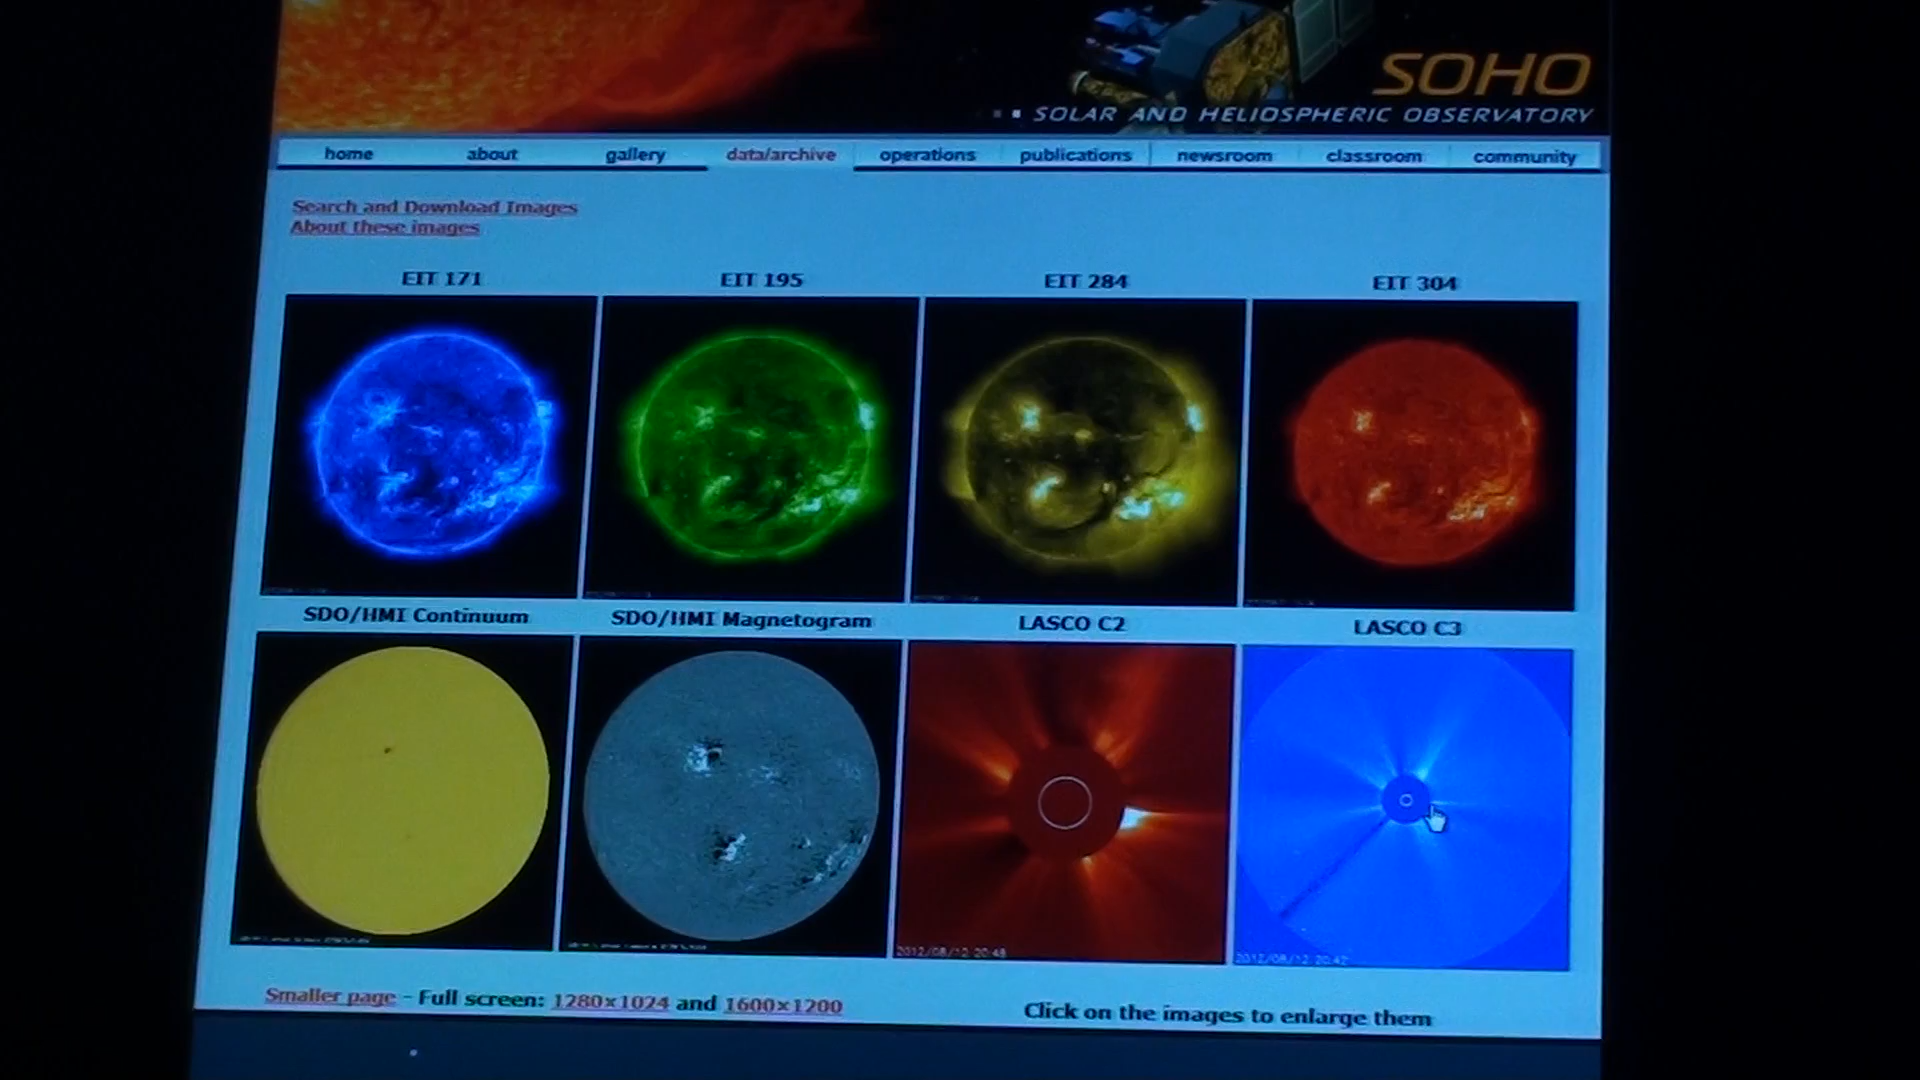 SOHO
SOLAR AND HELIOSPHERIC OBSERVATORY
home about gallery data/archive operations publications newsroom classroom community
Search and Download Images
About these images
EIT 171 EIT 195 EIT 284 EIT 304
SDO/HMI Continuum SDO/HMI Magnetogram LASCO C2 LASCO C3
2012/08/12 20:48 2012/08/12 20:42
Smaller page - Full screen: 1280×1024 and 1600×1200 Click on the images to enlarge them